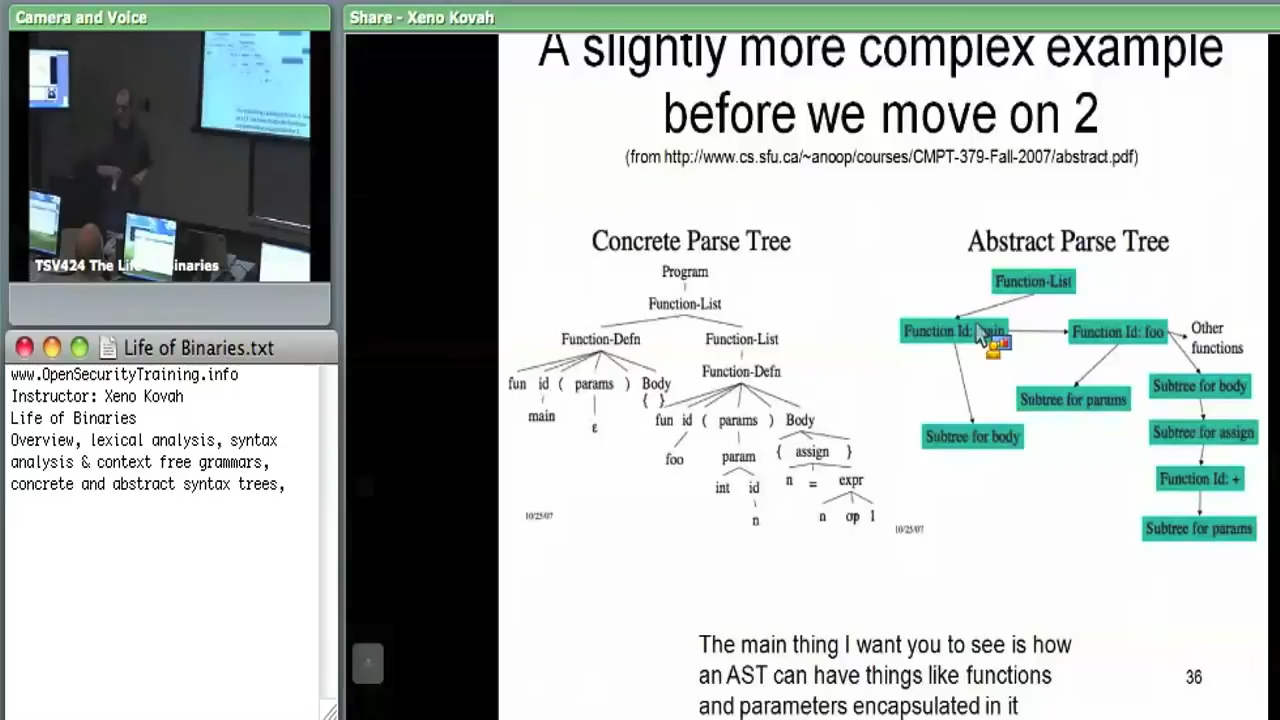 Camera and Voice
Share - Xeno Kovah
TSV424 The Life of Binaries
Life of Binaries.txt
www.OpenSecurityTraining.info
Instructor: Xeno Kovah
Life of Binaries
Overview, lexical analysis, syntax
analysis & context free grammars,
concrete and abstract syntax trees,
A slightly more complex example
before we move on 2
(from http://www.cs.sfu.ca/~anoop/courses/CMPT-379-Fall-2007/abstract.pdf)
Concrete Parse Tree
Program
Function-List
Function-Defn Function-List
Function-Defn
fun id ( params ) Body
{ }
main
ε
fun id ( params ) Body
foo param { assign }
int id n = expr
n n op 1
10/25/07
Abstract Parse Tree
Function-List
Function Id: main Function Id: foo Other
functions
Subtree for params Subtree for body
Subtree for body Subtree for assign
Function Id: +
Subtree for params
10/25/07
The main thing I want you to see is how
an AST can have things like functions
and parameters encapsulated in it
36